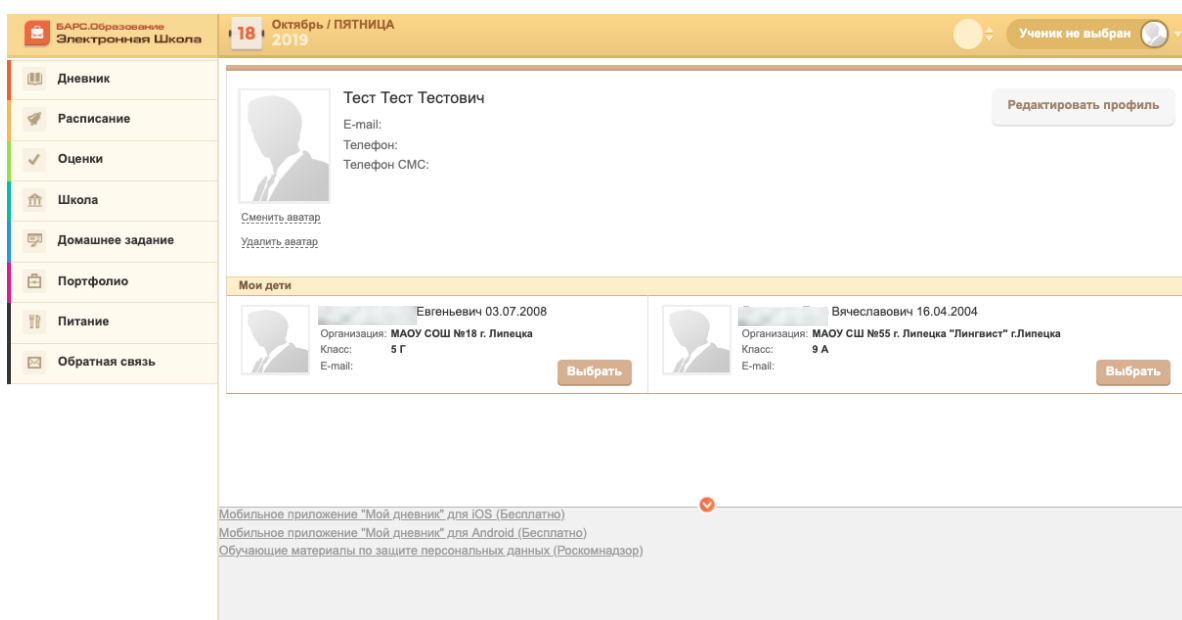 БАРС.Образование
Электронная Школа
18
Октябрь / ПЯТНИЦА
2019
Ученик не выбран
Дневник
Расписание
Оценки
Школа
Домашнее задание
Портфолио
Питание
Обратная связь
Тест Тест Тестович
Редактировать профиль
E-mail:
Телефон:
Телефон СМС:
Сменить аватар
Удалить аватар
Мои дети
Евгеньевич 03.07.2008
Организация: МАОУ СОШ №18 г. Липецка
Класс: 5 Г
E-mail:
Выбрать
Вячеславович 16.04.2004
Организация: МАОУ СШ №55 г. Липецка "Лингвист" г.Липецка
Класс: 9 А
E-mail:
Выбрать
Мобильное приложение "Мой дневник" для iOS (Бесплатно)
Мобильное приложение "Мой дневник" для Android (Бесплатно)
Обучающие материалы по защите персональных данных (Роскомнадзор)